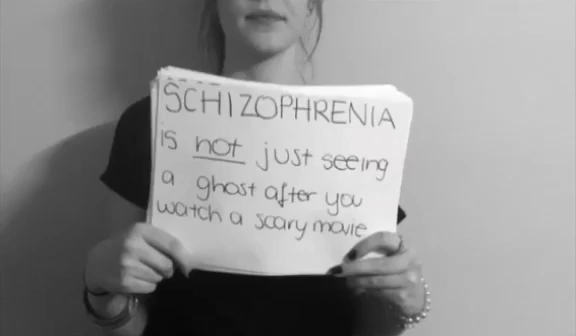 SCHIZOPHRENIA
is not just seeing
a ghost after you
watch a scary movie